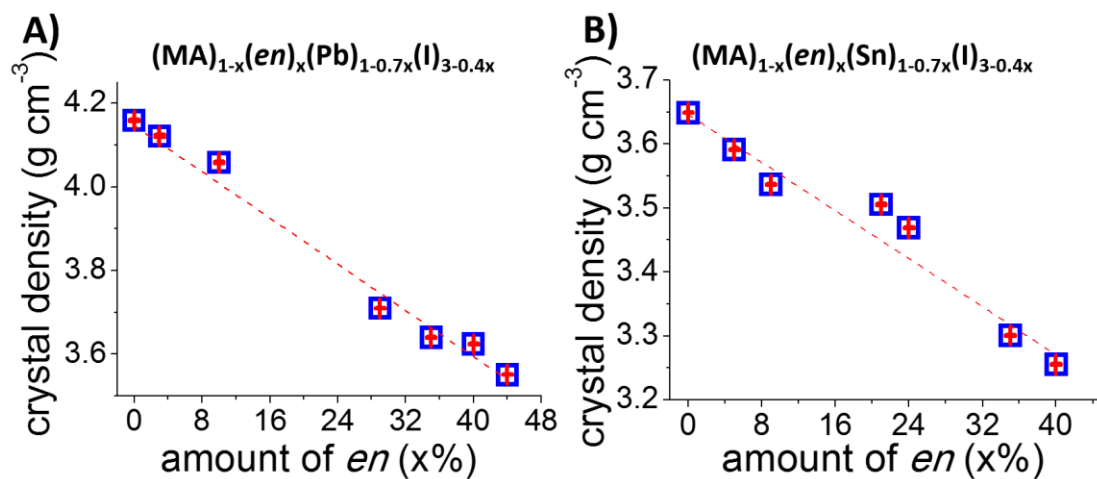 A)
(MA)1-x(en)x(Pb)1-0.7x(I)3-0.4x
crystal density (g cm-3)
4.2
4.0
3.8
3.6
0 8 16 24 32 40 48
amount of en (x%)
B)
(MA)1-x(en)x(Sn)1-0.7x(I)3-0.4x
crystal density (g cm-3)
3.7
3.6
3.5
3.4
3.3
3.2
0 8 16 24 32 40
amount of en (x%)